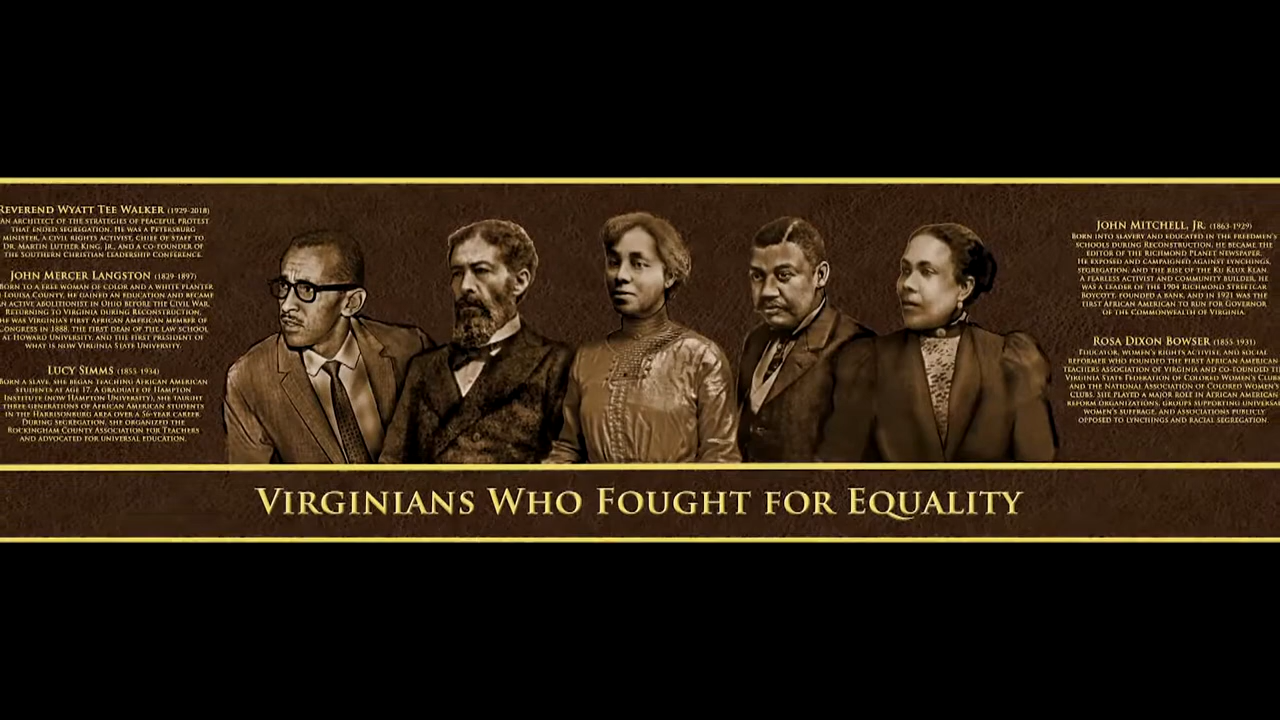 REVEREND WYATT TEE WALKER (1929-2018)
AN ARCHITECT OF THE STRATEGIES OF PEACEFUL PROTEST
THAT ENDED SEGREGATION. HE WAS A PETERSBURG
MINISTER, A CIVIL RIGHTS ACTIVIST, CHIEF OF STAFF TO
DR. MARTIN LUTHER KING, JR., AND A CO-FOUNDER OF
THE SOUTHERN CHRISTIAN LEADERSHIP CONFERENCE.
JOHN MERCER LANGSTON (1829-1897)
BORN TO A FREE WOMAN OF COLOR AND A WHITE PLANTER
LOUISA COUNTY, HE GAINED AN EDUCATION AND BECAME
AN ACTIVE ABOLITIONIST IN OHIO BEFORE THE CIVIL WAR.
RETURNING TO VIRGINIA DURING RECONSTRUCTION,
HE WAS VIRGINIA'S FIRST AFRICAN AMERICAN MEMBER OF
CONGRESS IN 1888, THE FIRST DEAN OF THE LAW SCHOOL
AT HOWARD UNIVERSITY, AND THE FIRST PRESIDENT OF
WHAT IS NOW VIRGINIA STATE UNIVERSITY.
LUCY SIMMS (1855-1934)
BORN A SLAVE, SHE BEGAN TEACHING AFRICAN AMERICAN
STUDENTS AT AGE 17. A GRADUATE OF HAMPTON
INSTITUTE (NOW HAMPTON UNIVERSITY), SHE TAUGHT
THREE GENERATIONS OF AFRICAN AMERICAN STUDENTS
IN THE HARRISONBURG AREA OVER A 56-YEAR CAREER.
DURING SEGREGATION, SHE ORGANIZED THE
ROCKINGHAM COUNTY ASSOCIATION FOR TEACHERS
AND ADVOCATED FOR UNIVERSAL EDUCATION.
JOHN MITCHELL, JR. (1863-1929)
BORN INTO SLAVERY AND EDUCATED IN THE FREEDMEN'S
SCHOOLS DURING RECONSTRUCTION, HE BECAME THE
EDITOR OF THE RICHMOND PLANET NEWSPAPER.
HE EXPOSED AND CAMPAIGNED AGAINST LYNCHINGS,
SEGREGATION, AND THE RISE OF THE KU KLUX KLAN.
A FEARLESS ACTIVIST AND COMMUNITY BUILDER, HE
WAS A LEADER OF THE 1904 RICHMOND STREETCAR
BOYCOTT, FOUNDED A BANK, AND IN 1921 WAS THE
FIRST AFRICAN AMERICAN TO RUN FOR GOVERNOR
OF THE COMMONWEALTH OF VIRGINIA.
ROSA DIXON BOWSER (1855-1931)
EDUCATOR, WOMEN'S RIGHTS ACTIVIST, AND SOCIAL
REFORMER WHO FOUNDED THE FIRST AFRICAN AMERICAN
TEACHERS ASSOCIATION OF VIRGINIA AND CO-FOUNDED THE
VIRGINIA STATE FEDERATION OF COLORED WOMEN'S CLUBS
AND THE NATIONAL ASSOCIATION OF COLORED WOMEN'S
CLUBS. SHE PLAYED A MAJOR ROLE IN AFRICAN AMERICAN
REFORM ORGANIZATIONS, GROUPS SUPPORTING UNIVERSAL
WOMEN'S SUFFRAGE, AND ASSOCIATIONS PUBLICLY
OPPOSED TO LYNCHINGS AND RACIAL SEGREGATION.
VIRGINIANS WHO FOUGHT FOR EQUALITY